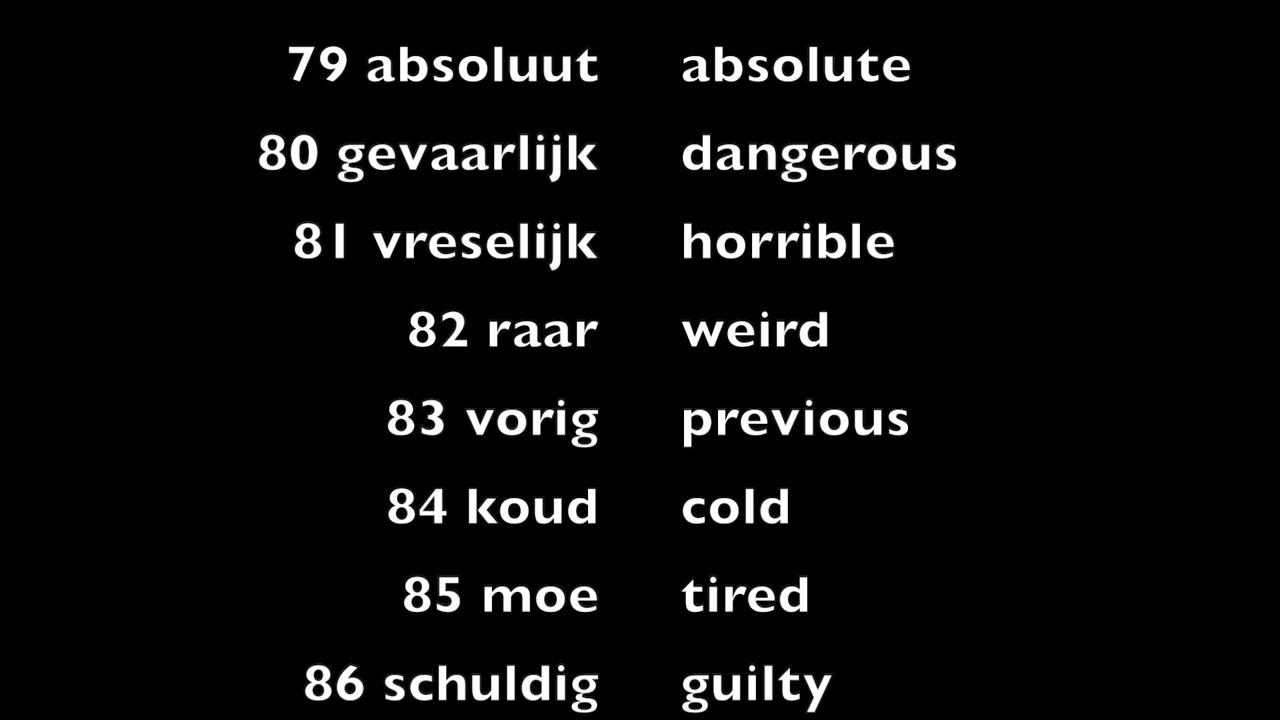 79 absoluut absolute
80 gevaarlijk dangerous
81 vreselijk horrible
82 raar weird
83 vorig previous
84 koud cold
85 moe tired
86 schuldig guilty